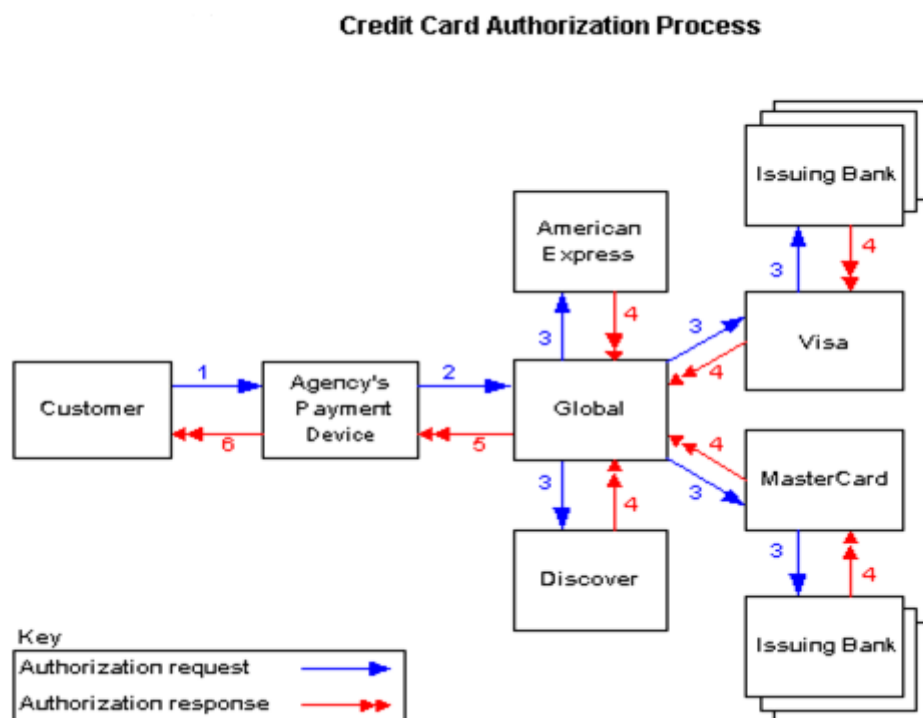 Credit Card Authorization Process
Issuing Bank
4
3
American
Express
3
4
3
4
Visa
Customer
1
6
Agency's
Payment
Device
2
5
Global
4
3
MasterCard
3
4
Discover
3
4
Issuing Bank
Key
Authorization request
Authorization response